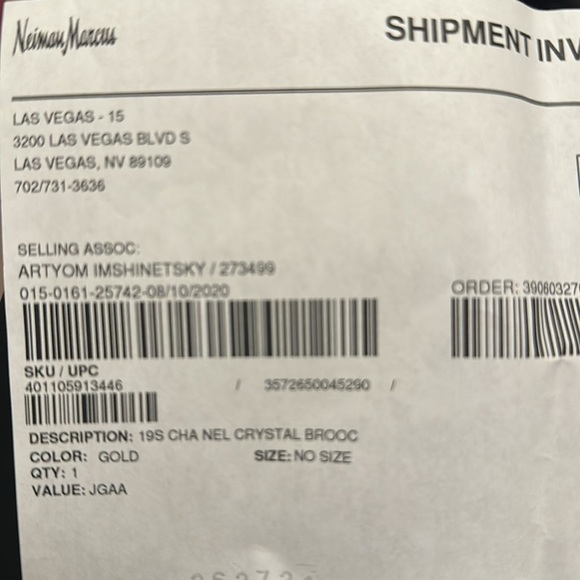 Neiman Marcus
SHIPMENT INV
LAS VEGAS - 15
3200 LAS VEGAS BLVD S
LAS VEGAS, NV 89109
702/731-3636
SELLING ASSOC:
ARTYOM IMSHINETSKY / 273499
015-0161-25742-08/10/2020
ORDER: 390603270
SKU / UPC
401105913446 / 3572650045290 /
DESCRIPTION: 19S CHA NEL CRYSTAL BROOC
COLOR: GOLD SIZE: NO SIZE
QTY: 1
VALUE: JGAA